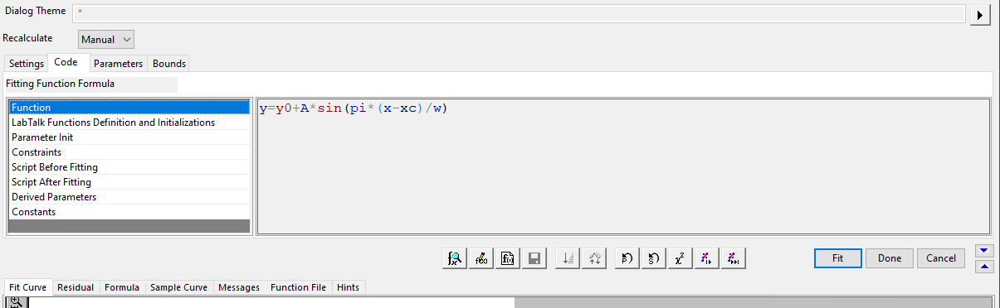 Dialog Theme *
Recalculate Manual
Settings Code Parameters Bounds
Fitting Function Formula
Function
LabTalk Functions Definition and Initializations
Parameter Init
Constraints
Script Before Fitting
Script After Fitting
Derived Parameters
Constants
y=y0+A*sin(pi*(x-xc)/w)
Fit Done Cancel
Fit Curve Residual Formula Sample Curve Messages Function File Hints